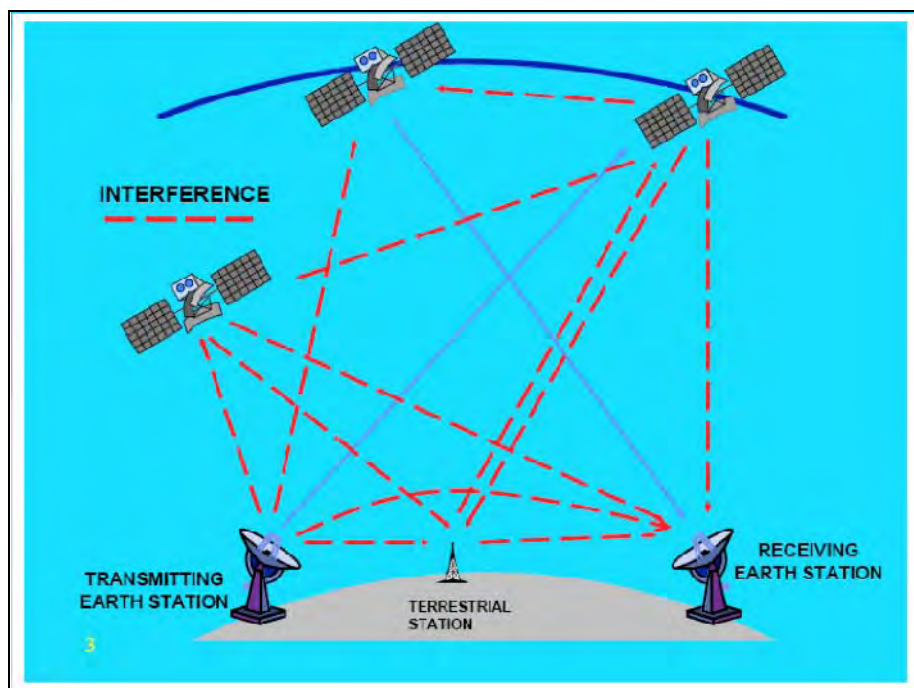 INTERFERENCE
TRANSMITTING
EARTH STATION
TERRESTRIAL
STATION
RECEIVING
EARTH STATION
3